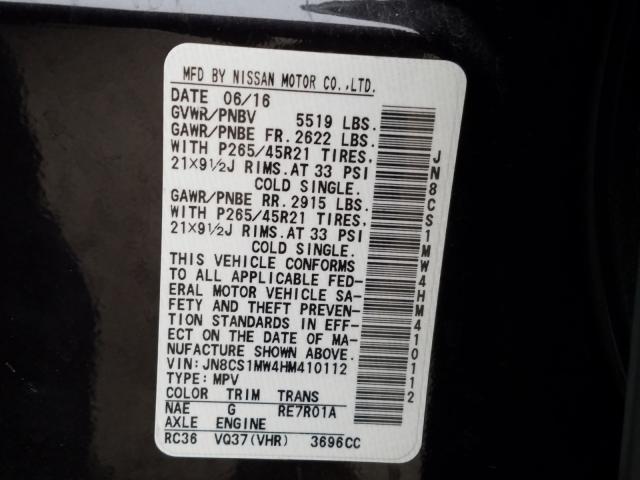 MFD BY NISSAN MOTOR CO.,LTD.
DATE 06/16
GVWR/PNBV 5519 LBS.
GAWR/PNBE FR. 2622 LBS.
WITH P265/45R21 TIRES.
21X9½J RIMS. AT 33 PSI
COLD SINGLE.
GAWR/PNBE RR. 2915 LBS.
WITH P265/45R21 TIRES.
21X9½J RIMS. AT 33 PSI
COLD SINGLE.
THIS VEHICLE CONFORMS
TO ALL APPLICABLE FED-
ERAL MOTOR VEHICLE SA-
FETY AND THEFT PREVEN-
TION STANDARDS IN EFF-
ECT ON THE DATE OF MA-
NUFACTURE SHOWN ABOVE.
VIN: JN8CS1MW4HM410112
TYPE: MPV
COLOR TRIM TRANS
NAE G RE7R01A
AXLE ENGINE
RC36 VQ37(VHR) 3696CC
JN8CS1MW4HM410112